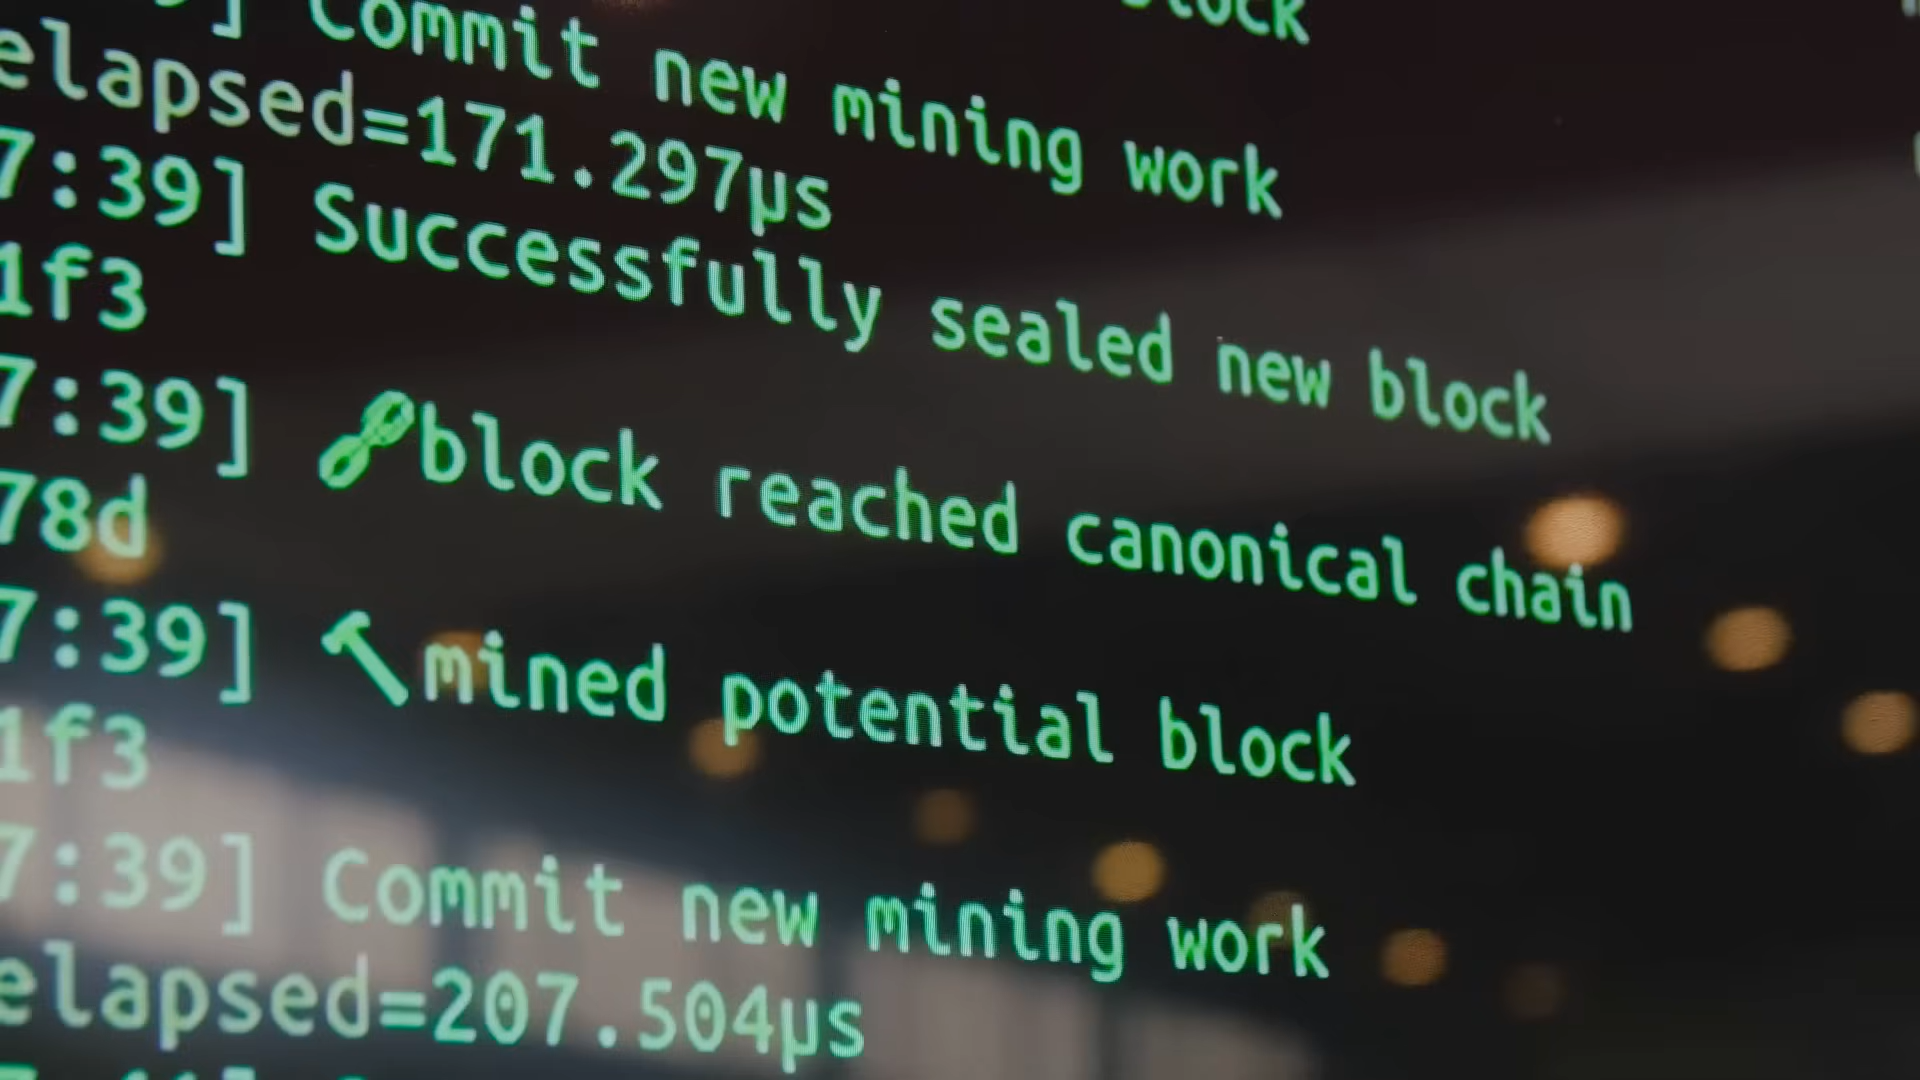 block
] Commit new mining work
elapsed=171.297µs
7:39] Successfully sealed new block
1f3
7:39] 🔗block reached canonical chain
78d
7:39] 🔨mined potential block
1f3
7:39] Commit new mining work
elapsed=207.504µs